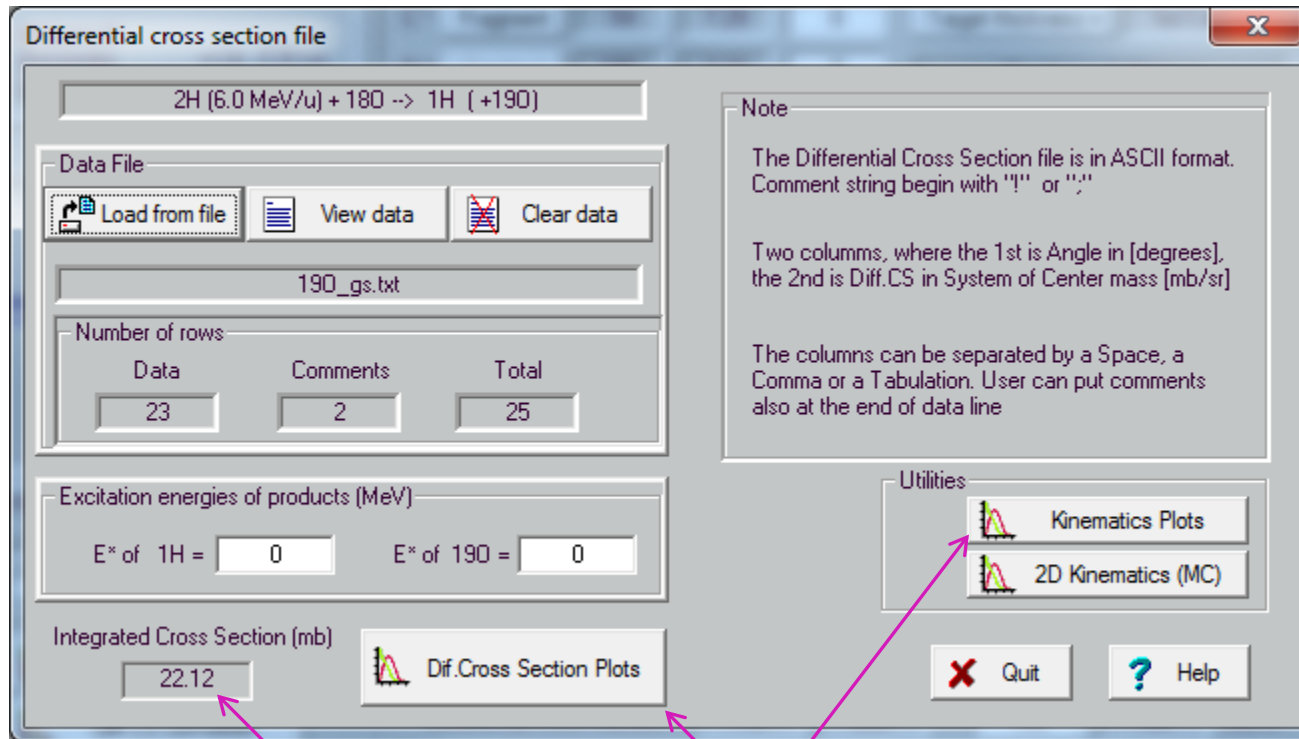 Differential cross section file
2H (6.0 MeV/u) + 18O --> 1H ( +19O)
Data File
Load from file
View data
Clear data
19O_gs.txt
Number of rows
Data
Comments
Total
23
2
25
Excitation energies of products (MeV)
E* of 1H =
0
E* of 19O =
0
Integrated Cross Section (mb)
22.12
Dif.Cross Section Plots
Note
The Differential Cross Section file is in ASCII format.
Comment string begin with "!" or ";"
Two columms, where the 1st is Angle in [degrees],
the 2nd is Diff.CS in System of Center mass [mb/sr]
The columns can be separated by a Space, a
Comma or a Tabulation. User can put comments
also at the end of data line
Utilities
Kinematics Plots
2D Kinematics (MC)
Quit
Help